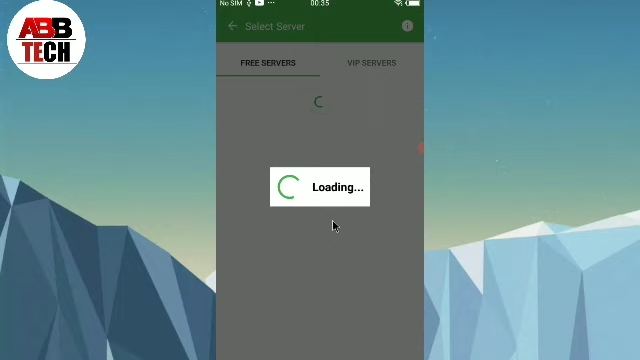 ABB
TECH
No SIM
00:35
Select Server
FREE SERVERS
VIP SERVERS
Loading...